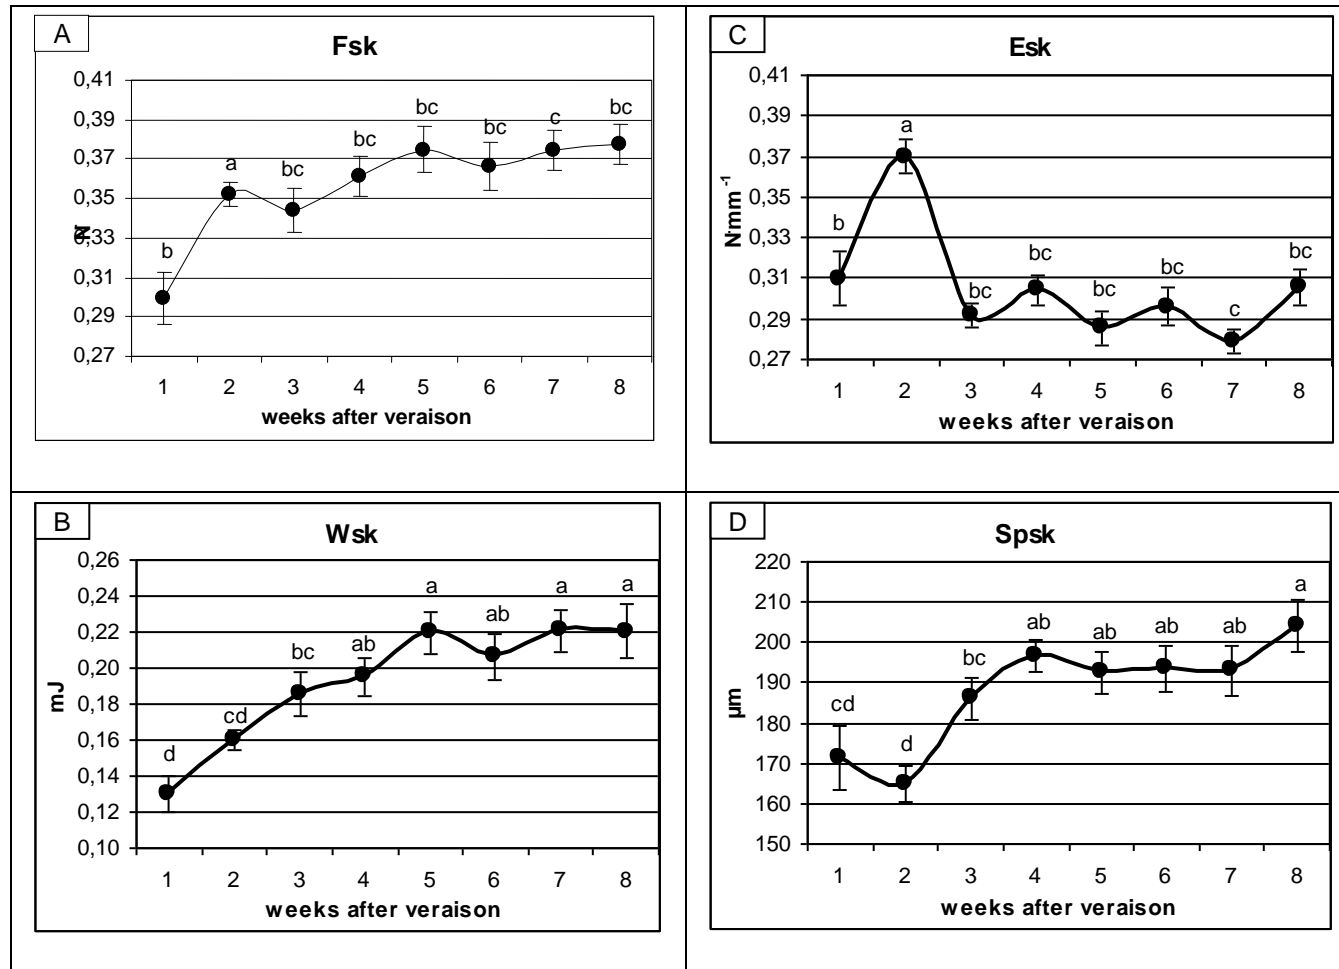 A
Fsk
0,41
0,39
0,37
0,35
0,33
0,31
0,29
0,27
N
b
a
bc
bc
bc
bc
c
bc
1 2 3 4 5 6 7 8
weeks after veraison
C
Esk
0,41
0,39
0,37
0,35
0,33
0,31
0,29
0,27
N·mm⁻¹
b
a
bc
bc
bc
bc
c
bc
1 2 3 4 5 6 7 8
weeks after veraison
B
Wsk
0,26
0,24
0,22
0,20
0,18
0,16
0,14
0,12
0,10
mJ
d
cd
bc
ab
a
ab
a
a
1 2 3 4 5 6 7 8
weeks after veraison
D
Spsk
220
210
200
190
180
170
160
150
µm
cd
d
bc
ab
ab
ab
ab
a
1 2 3 4 5 6 7 8
weeks after veraison